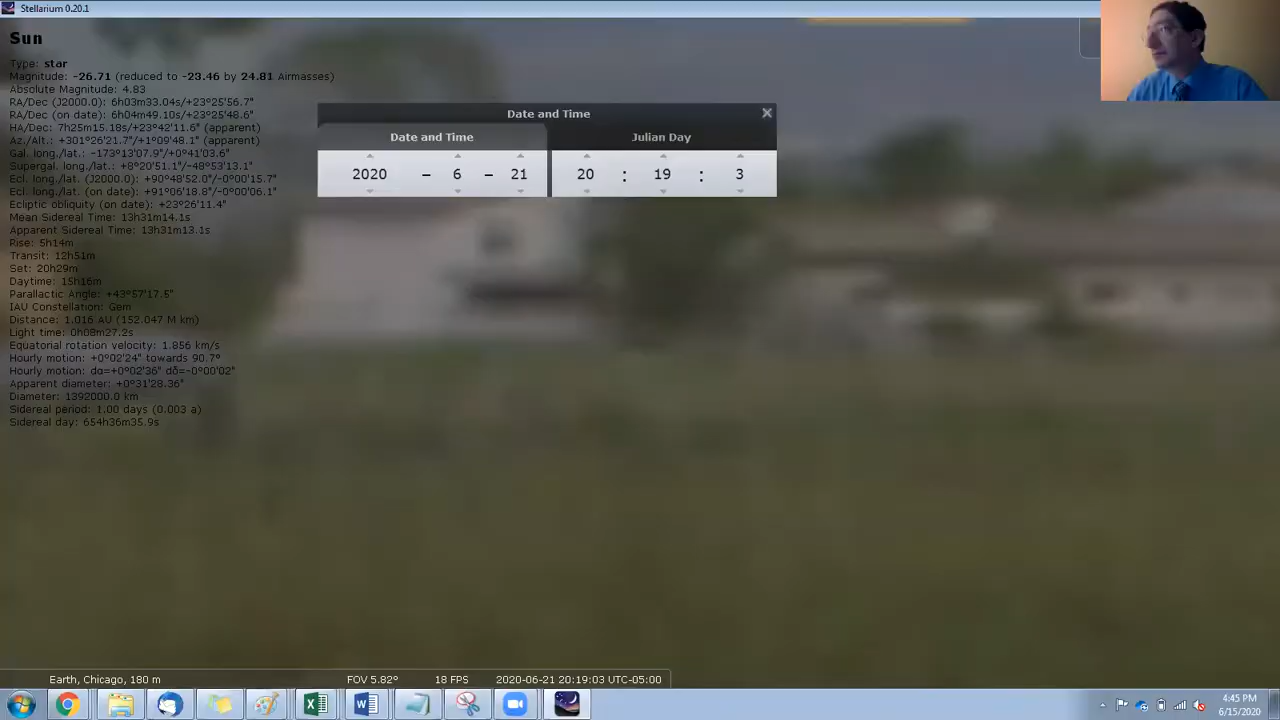 Stellarium 0.20.1
Sun
Type: star
Magnitude: -26.71 (reduced to -23.46 by 24.81 Airmasses)
Absolute Magnitude: 4.83
RA/Dec (J2000.0): 6h03m33.04s/+23°25'56.7"
RA/Dec (on date): 6h04m49.10s/+23°25'48.6"
HA/Dec: 7h25m15.18s/+23°42'11.6" (apparent)
Az./Alt.: +301°26'21.7"/+1°09'48.1" (apparent)
Gal. long./lat.: -173°13'07.9"/+0°41'03.6"
Supergal. long./lat.: +8°20'51.1"/-48°53'13.1"
Ecl. long./lat. (J2000.0): +90°48'52.0"/-0°00'15.7"
Ecl. long./lat. (on date): +91°06'18.8"/-0°00'06.1"
Ecliptic obliquity (on date): +23°26'11.4"
Mean Sidereal Time: 13h31m14.1s
Apparent Sidereal Time: 13h31m13.1s
Rise: 5h14m
Transit: 12h51m
Set: 20h29m
Daytime: 15h16m
Parallactic Angle: +43°57'17.5"
IAU Constellation: Gem
Distance: 1.016 AU (152.047 M km)
Light time: 0h08m27.2s
Equatorial rotation velocity: 1.856 km/s
Hourly motion: +0°02'24" towards 90.7°
Hourly motion: dα=+0°02'36" dδ=-0°00'02"
Apparent diameter: +0°31'28.36"
Diameter: 1392000.0 km
Sidereal period: 1.00 days (0.003 a)
Sidereal day: 654h36m35.9s
Date and Time
Date and Time Julian Day
2020 – 6 – 21 20 : 19 : 3
Earth, Chicago, 180 m FOV 5.82° 18 FPS 2020-06-21 20:19:03 UTC-05:00
4:45 PM
6/15/2020